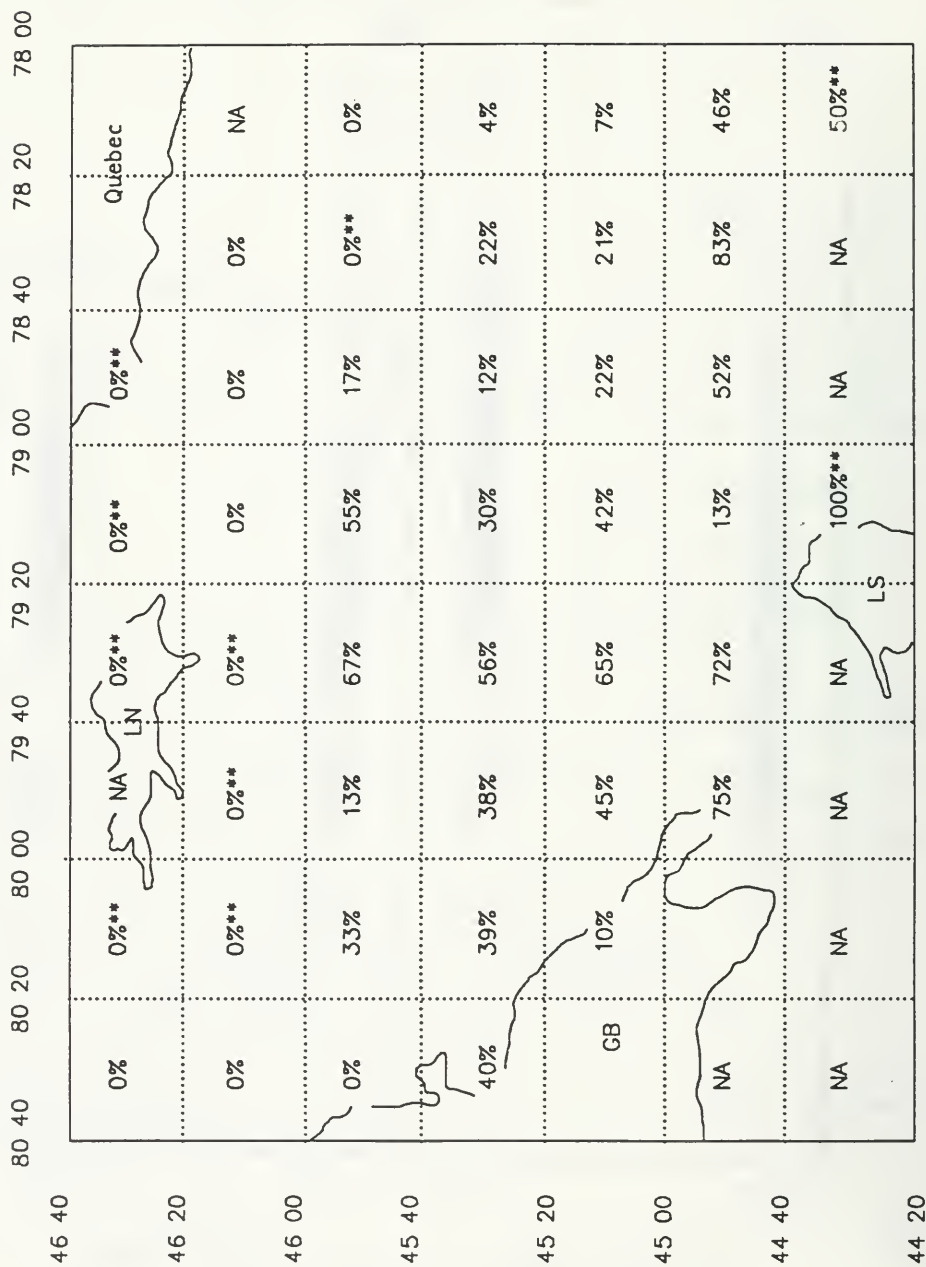 80 40 80 20 80 00 79 40 79 20 79 00 78 40 78 20 78 00
46 40
0% 0%** NA 0%** 0%** 0%** Quebec
LN
46 20
0% 0%** 0%** 0%** 0% 0% 0% NA
46 00
0% 33% 13% 67% 55% 17% 0%** 0%
45 40
40% 39% 38% 56% 30% 12% 22% 4%
45 20
GB 10% 45% 65% 42% 22% 21% 7%
45 00
NA 75% 72% 13% 52% 83% 46%
44 40
NA NA NA NA 100%** NA NA 50%**
LS
44 20